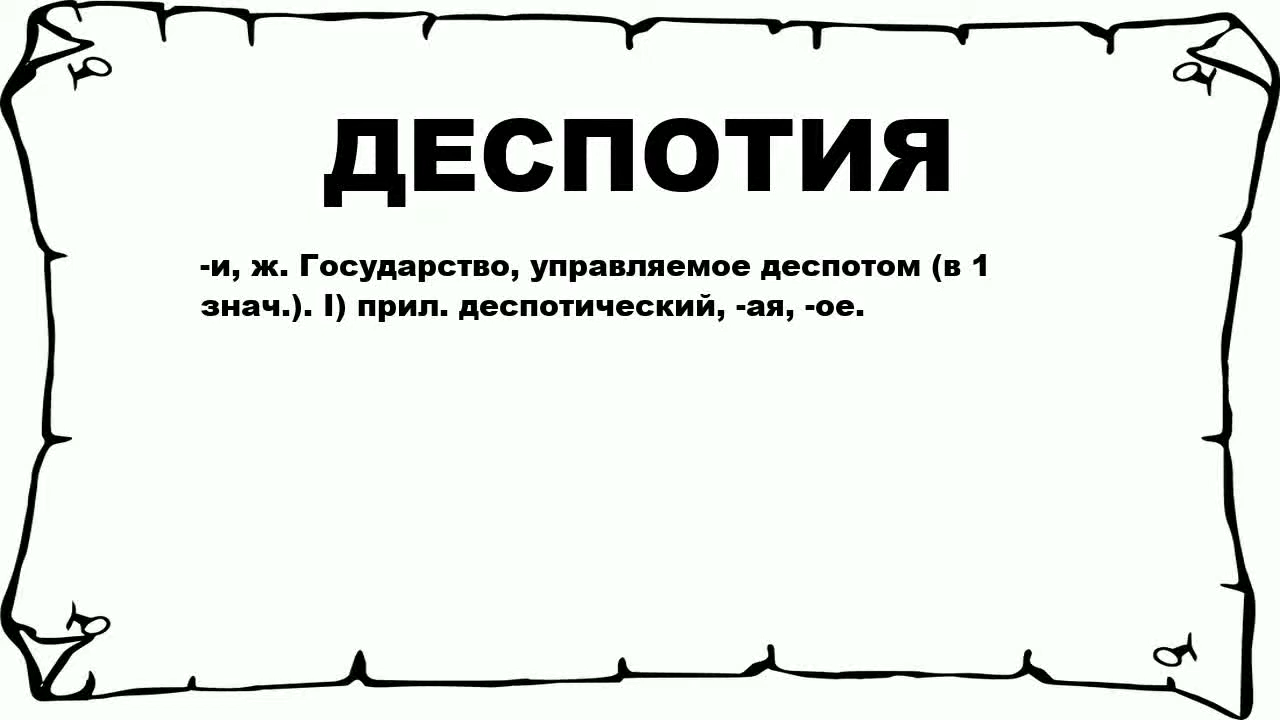 ДЕСПОТИЯ
-и, ж. Государство, управляемое деспотом (в 1
знач.). I) прил. деспотический, -ая, -ое.